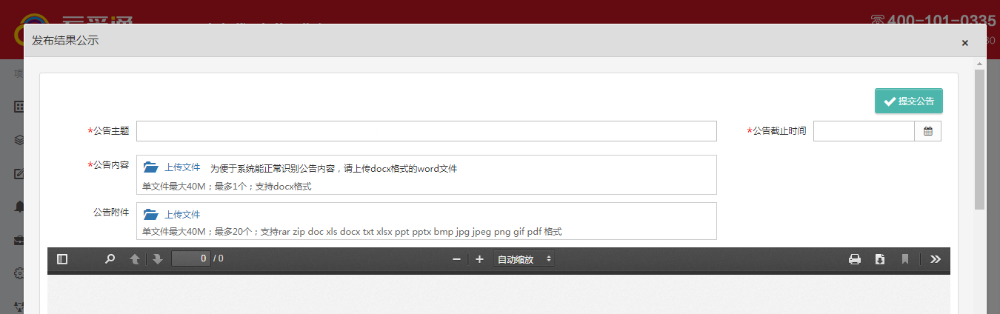 400-101-0335
发布结果公示
×
提交公告
*公告主题
*公告截止时间
*公告内容
上传文件 为便于系统能正常识别公告内容，请上传docx格式的word文件
单文件最大40M；最多1个；支持docx格式
公告附件
上传文件
单文件最大40M；最多20个；支持rar zip doc xls docx txt xlsx ppt pptx bmp jpg jpeg png gif pdf 格式
0 / 0
自动缩放